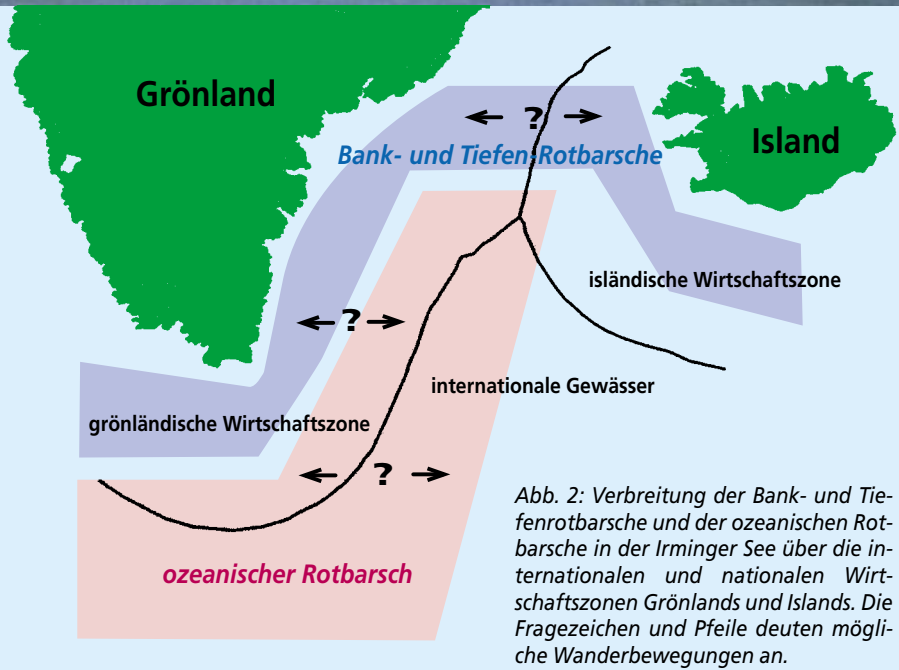 Grönland
?
Island
Bank- und Tiefen-Rotbarsche
isländische Wirtschaftszone
?
internationale Gewässer
grönländische Wirtschaftszone
?
ozeanischer Rotbarsch
Abb. 2: Verbreitung der Bank- und Tie-
fenrotbarsche und der ozeanischen Rot-
barsche in der Irminger See über die in-
ternationalen und nationalen Wirt-
schaftszonen Grönlands und Islands. Die
Fragezeichen und Pfeile deuten mögli-
che Wanderbewegungen an.